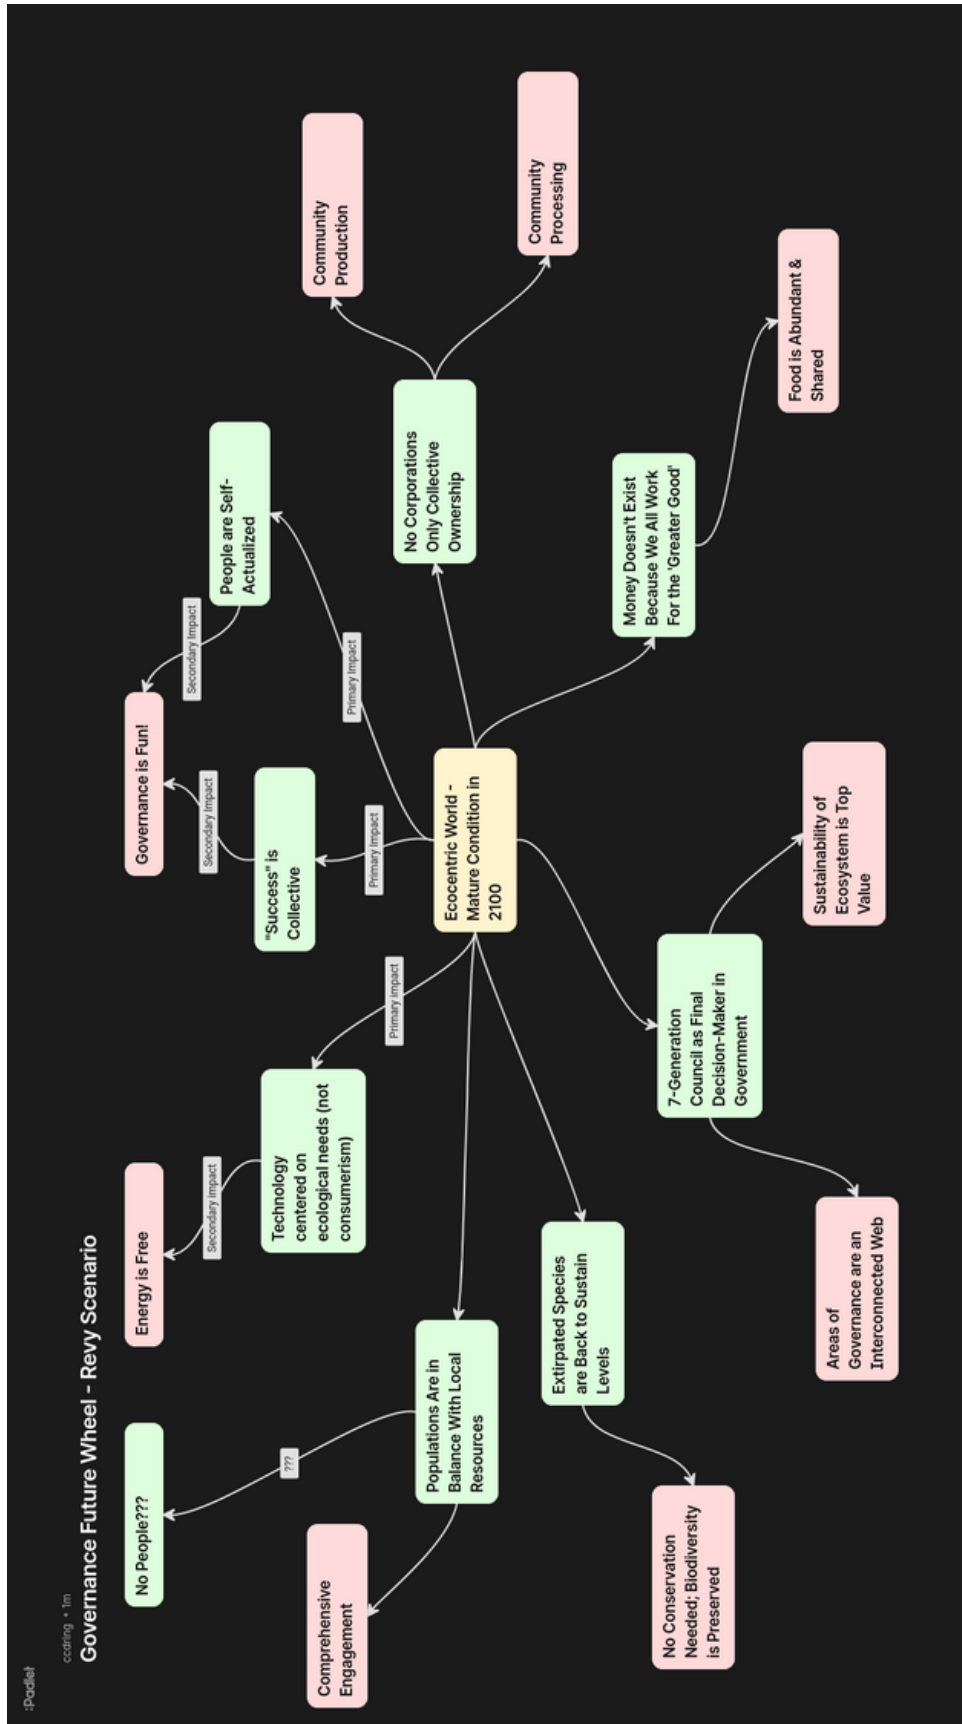 :Padlet
ccdring • 1m
Governance Future Wheel - Revy Scenario
No People???
Energy is Free
Governance is Fun!
Secondary Impact
Secondary Impact
Secondary Impact
"Success" is
Collective
People are Self-
Actualized
Technology
centered on
ecological needs (not
consumerism)
???
Comprehensive
Engagement
Community
Production
Primary Impact
Primary Impact
Primary Impact
Populations Are in
Balance With Local
Resources
Ecocentric World -
Mature Condition in
2100
No Corporations
Only Collective
Ownership
Community
Processing
Extirpated Species
are Back to Sustain
Levels
Money Doesn't Exist
Because We All Work
For the 'Greater Good'
No Conservation
Needed; Biodiversity
is Preserved
7-Generation
Council as Final
Decision-Maker in
Government
Food is Abundant &
Shared
Sustainability of
Ecosystem is Top
Value
Areas of
Governance are an
Interconnected Web